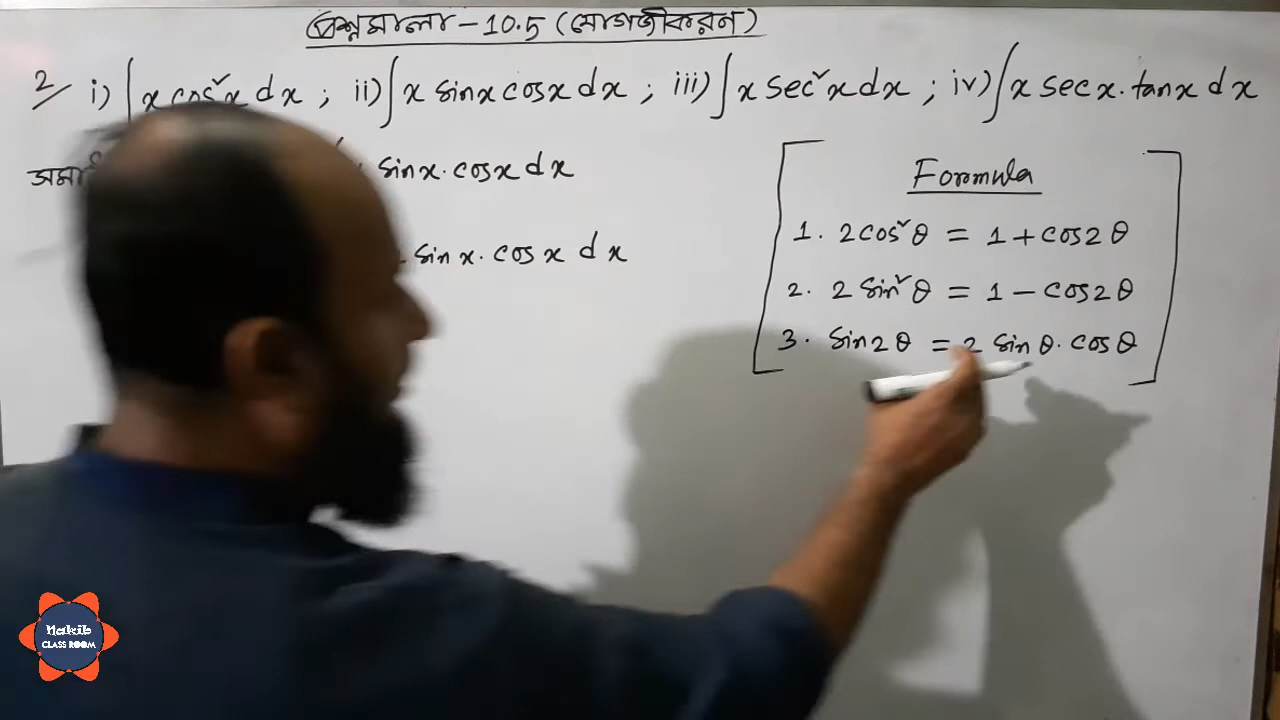 প্রশ্নমালা-10.5 (যোগজীকরন)
2/ i) ∫ x cos²x dx ; ii) ∫ x sinx cosx dx ; iii) ∫ x sec²x dx ; iv) ∫ x secx. tanx dx
sinx. cosx dx
sin x. cos x dx
Formula
1. 2cos²θ = 1 + cos2θ
2. 2 sin²θ = 1 - cos2θ
3. sin2θ = 2 sinθ. cosθ
CLASS ROOM